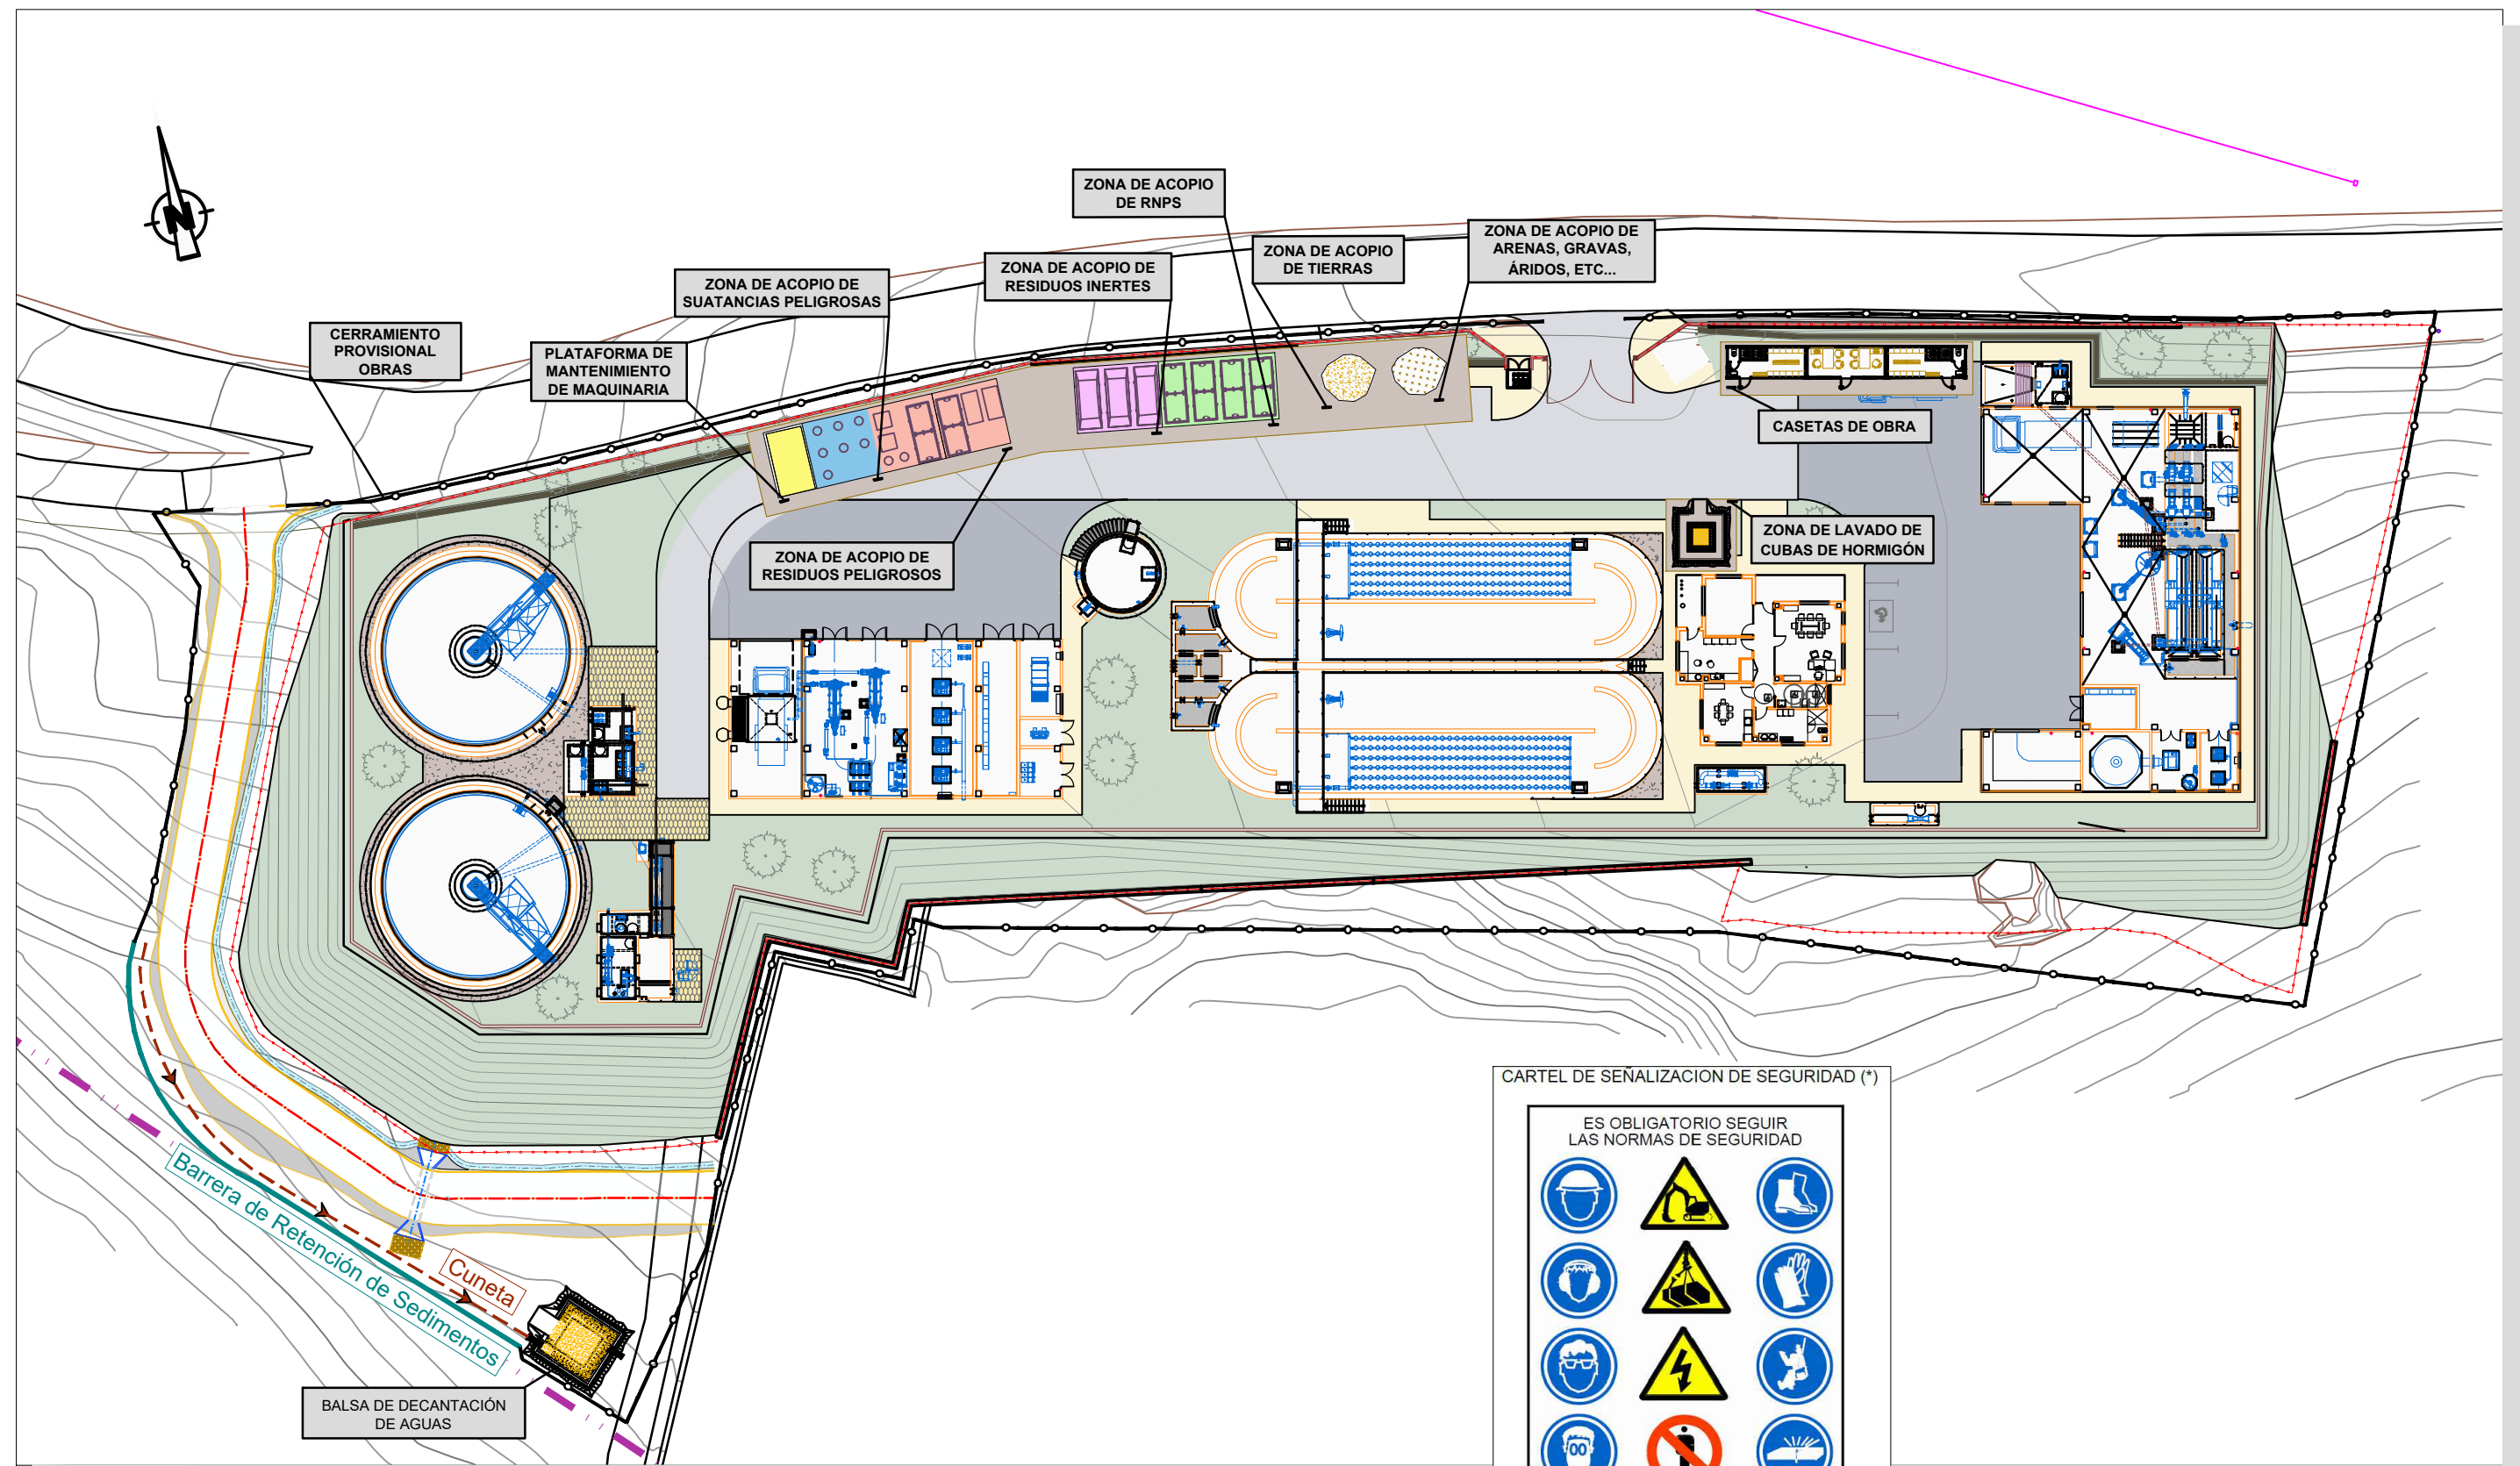 N
ZONA DE ACOPIO
DE RNPS
ZONA DE ACOPIO
DE TIERRAS
ZONA DE ACOPIO DE
ARENAS, GRAVAS,
ÁRIDOS, ETC...
ZONA DE ACOPIO DE
RESIDUOS INERTES
ZONA DE ACOPIO DE
SUATANCIAS PELIGROSAS
CERRAMIENTO
PROVISIONAL
OBRAS
PLATAFORMA DE
MANTENIMIENTO
DE MAQUINARIA
CASETAS DE OBRA
ZONA DE LAVADO DE
CUBAS DE HORMIGÓN
ZONA DE ACOPIO DE
RESIDUOS PELIGROSOS
Barrera de Retención de Sedimentos
Cuneta
BALSA DE DECANTACIÓN
DE AGUAS
CARTEL DE SEÑALIZACION DE SEGURIDAD (*)
ES OBLIGATORIO SEGUIR
LAS NORMAS DE SEGURIDAD